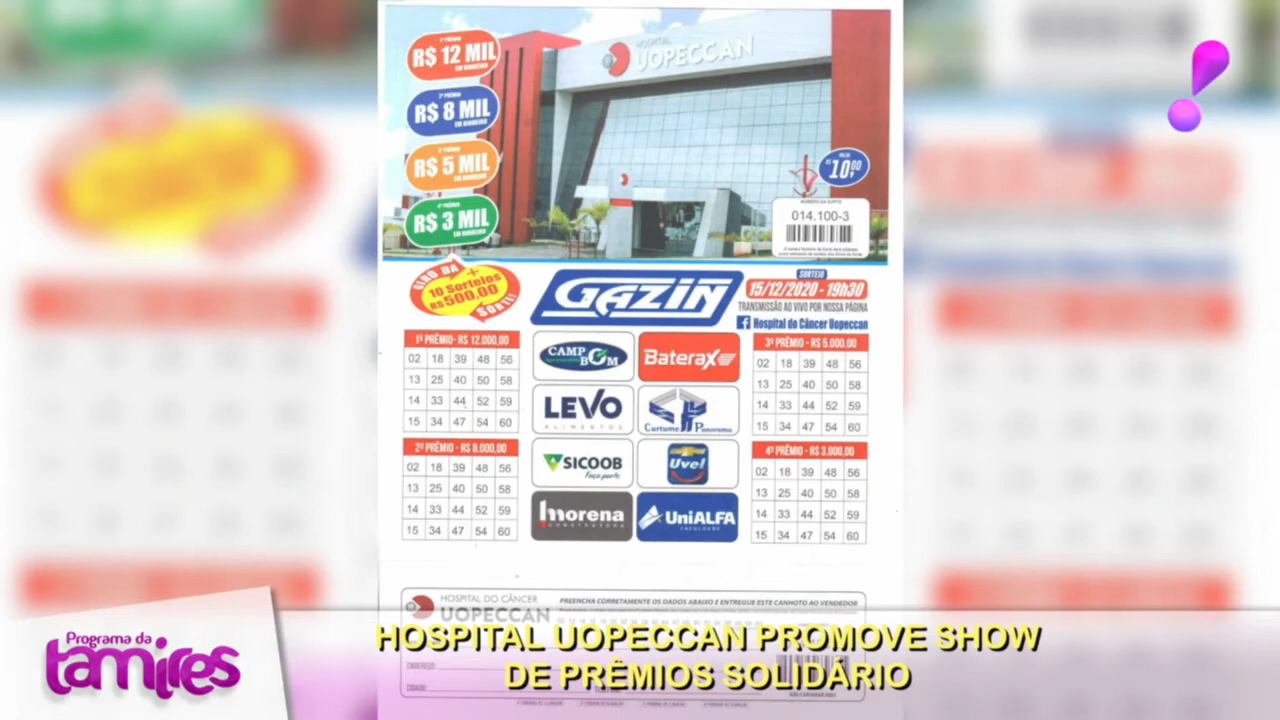 1º PRÊMIO
R$ 12 MIL
EM DINHEIRO
2º PRÊMIO
R$ 8 MIL
EM DINHEIRO
3º PRÊMIO
R$ 5 MIL
EM DINHEIRO
4º PRÊMIO
R$ 3 MIL
EM DINHEIRO
HOSPITAL
UOPECCAN
VALOR
R$ 10,00
NÚMERO DA SORTE
014.100-3
GIRO DA
+
10 Sorteios
R$ 500,00
SORTE!
GAZIN
SORTEIO
15/12/2020 - 19h30
TRANSMISSÃO AO VIVO POR NOSSA PÁGINA
Hospital do Câncer Uopeccan
1º PRÊMIO- R$ 12.000,00
02 18 39 48 56
13 25 40 50 58
14 33 44 52 59
15 34 47 54 60
2º PRÊMIO - R$ 8.000,00
02 18 39 48 56
13 25 40 50 58
14 33 44 52 59
15 34 47 54 60
CAMP BOM
BateraX
LEVO
ALIMENTOS
Curtume Panorama
SICOOB
Faça parte.
Uvel
Morena
CONSTRUTORA
UniALFA
FACULDADE
3º PRÊMIO - R$ 5.000,00
02 18 39 48 56
13 25 40 50 58
14 33 44 52 59
15 34 47 54 60
4º PRÊMIO - R$ 3.000,00
02 18 39 48 56
13 25 40 50 58
14 33 44 52 59
15 34 47 54 60
HOSPITAL DO CÂNCER
UOPECCAN
PREENCHA CORRETAMENTE OS DADOS ABAIXO E ENTREGUE ESTE CANHOTO AO VENDEDOR
ENDEREÇO:
CIDADE:
Programa da
tamires
HOSPITAL UOPECCAN PROMOVE SHOW
DE PRÊMIOS SOLIDÁRIO